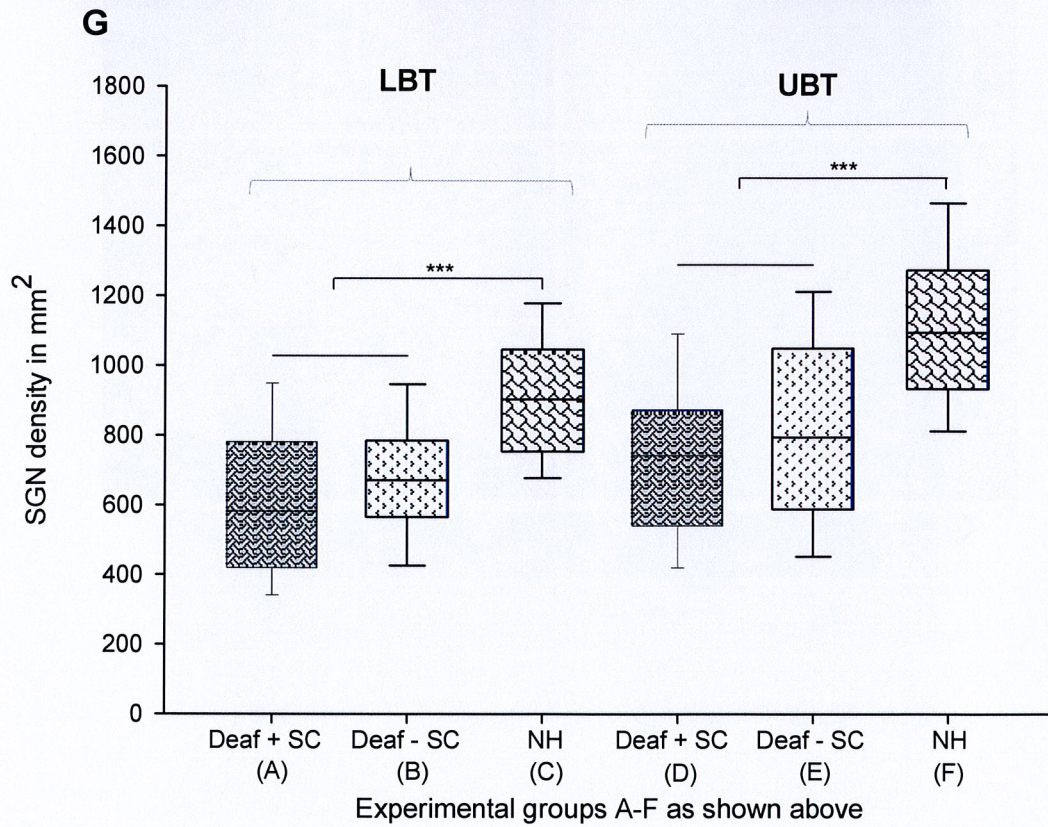 G
LBT
UBT
1800
1600
1400
1200
1000
800
600
400
200
0
SGN density in mm2
***
***
Deaf + SC
(A)
Deaf - SC
(B)
NH
(C)
Deaf + SC
(D)
Deaf - SC
(E)
NH
(F)
Experimental groups A-F as shown above